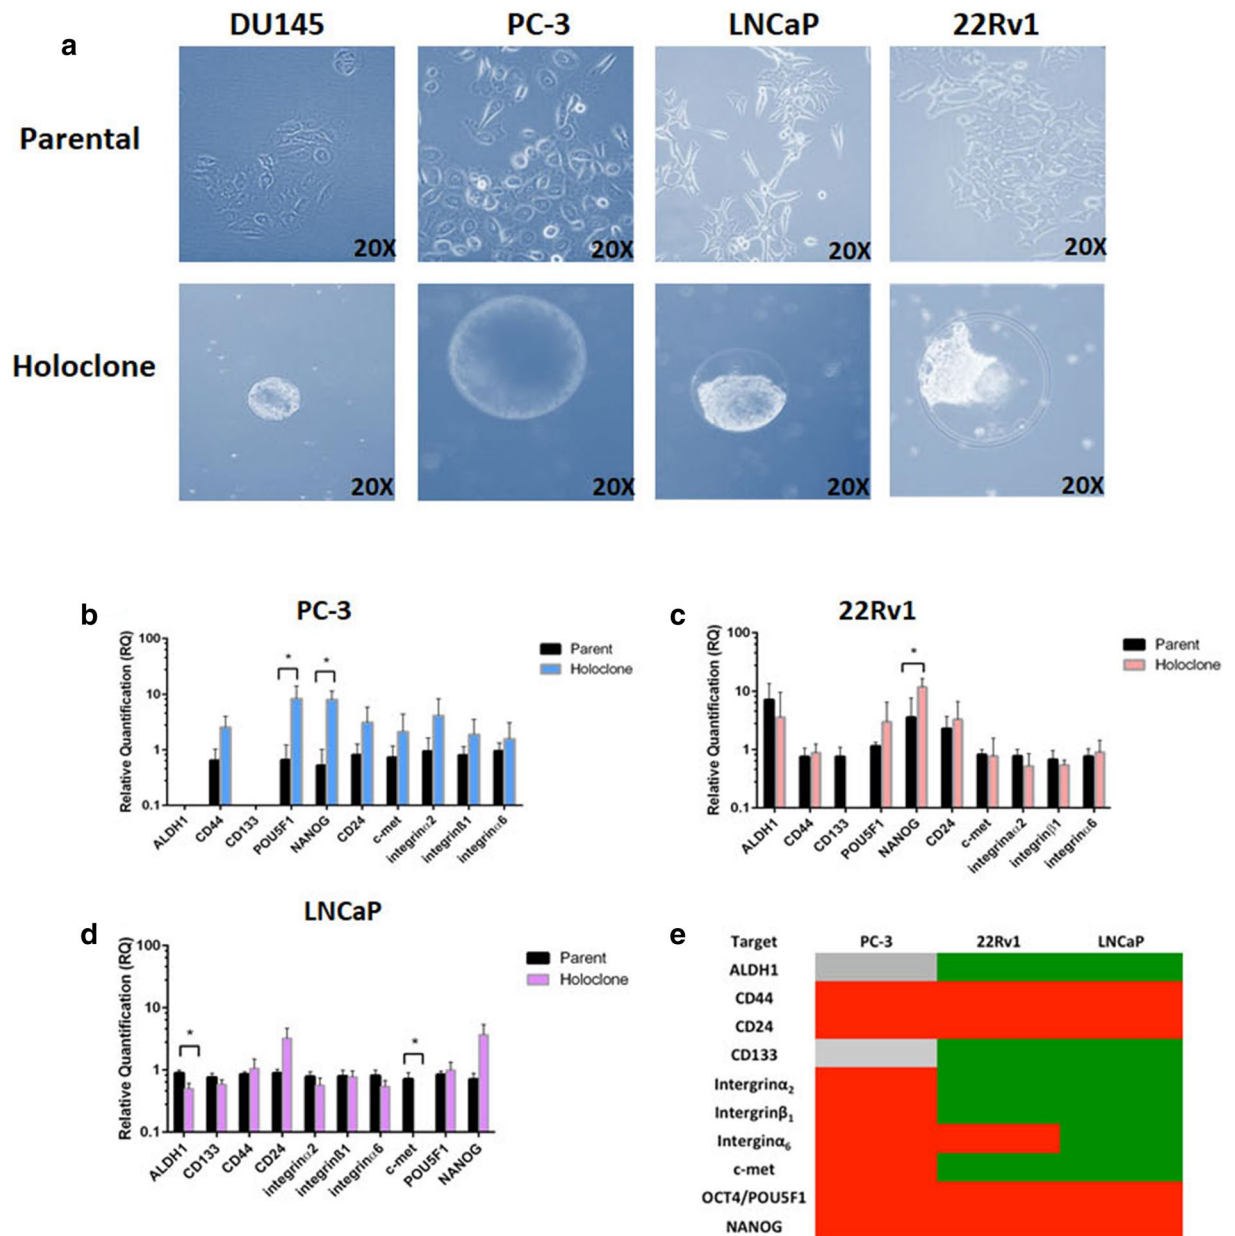 a
DU145 PC-3 LNCaP 22Rv1
Parental
20X 20X 20X 20X
Holoclone
20X 20X 20X 20X
b
PC-3
Relative Quantification (RQ)
100
10
1
0.1
Parent
Holoclone
*
*
ALDH1 CD44 CD133 POU5F1 NANOG CD24 c-met integrinα2 integrinß1 integrinα6
c
22Rv1
Relative Quantification (RQ)
100
10
1
0.1
Parent
Holoclone
*
ALDH1 CD44 CD133 POU5F1 NANOG CD24 c-met integrinaα2 integrinβ1 integrinα6
d
LNCaP
Relative Quantification (RQ)
100
10
1
0.1
Parent
Holoclone
*
*
ALDH1 CD133 CD44 CD24 integrinα2 integrinß1 integrinα6 c-met POU5F1 NANOG
e
Target PC-3 22Rv1 LNCaP
ALDH1
CD44
CD24
CD133
Intergrinα2
Intergrinβ1
Interginα6
c-met
OCT4/POU5F1
NANOG